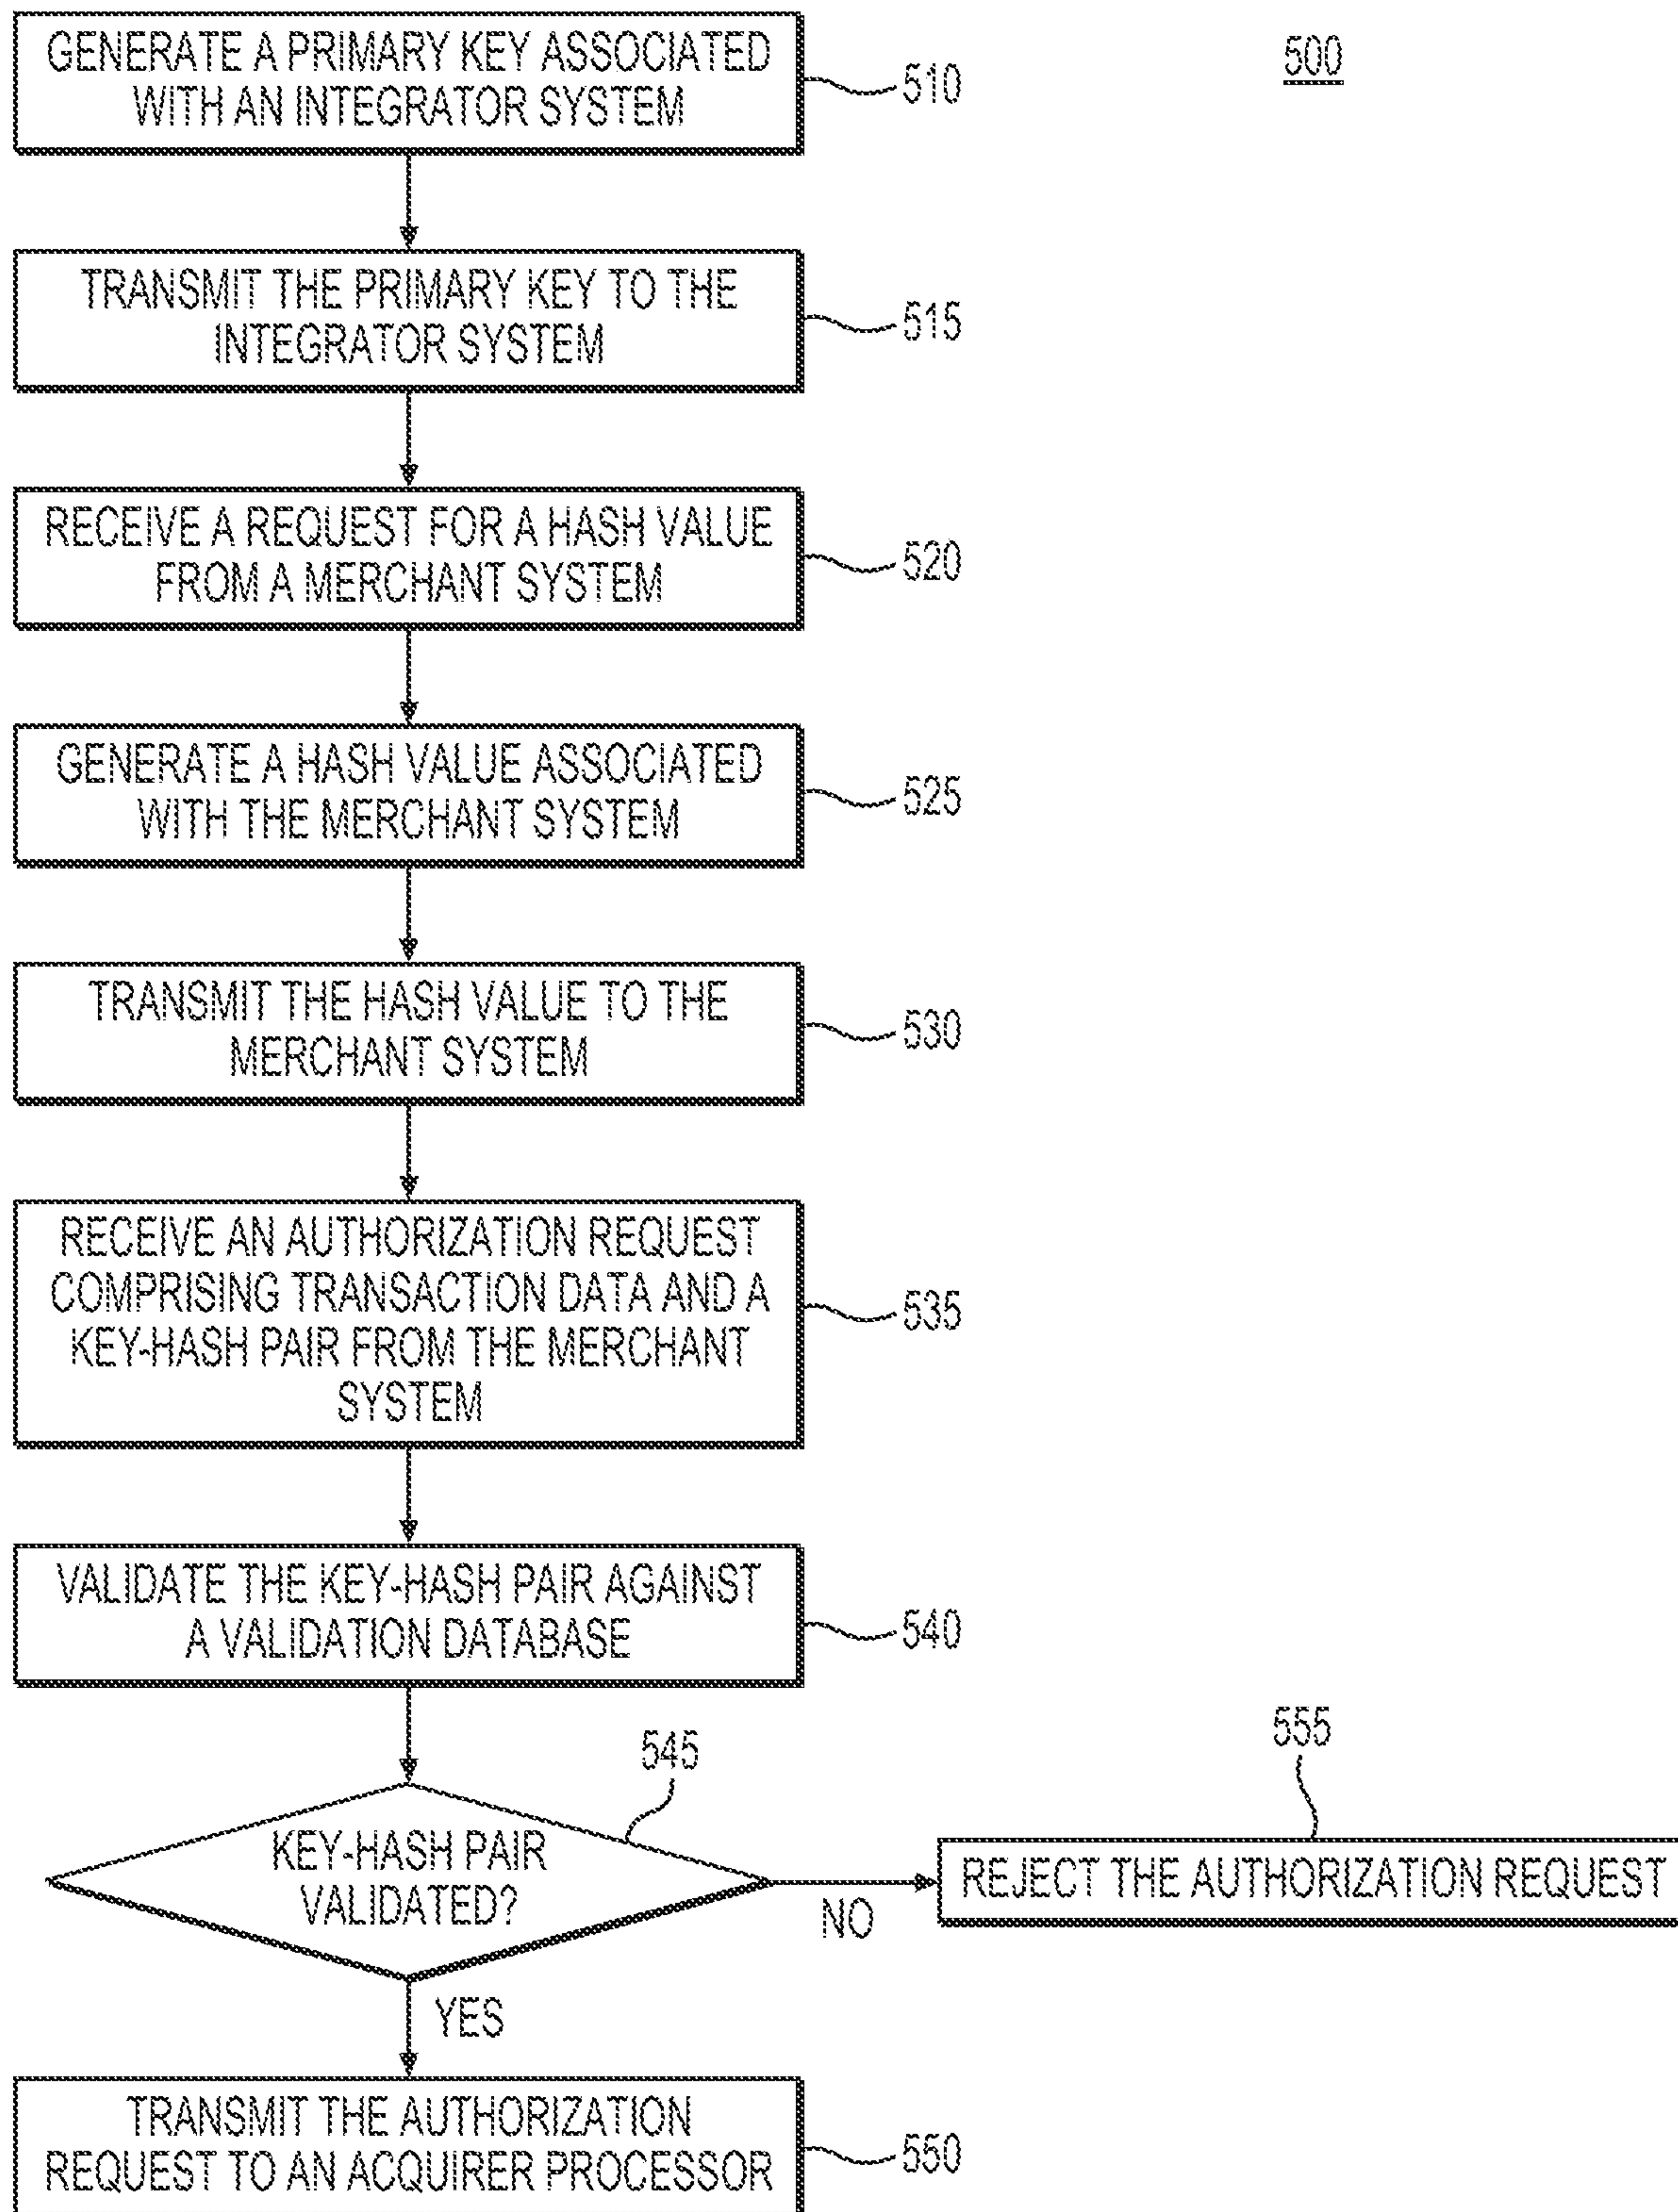 500
GENERATE A PRIMARY KEY ASSOCIATED
WITH AN INTEGRATOR SYSTEM
510
TRANSMIT THE PRIMARY KEY TO THE
INTEGRATOR SYSTEM
515
RECEIVE A REQUEST FOR A HASH VALUE
FROM A MERCHANT SYSTEM
520
GENERATE A HASH VALUE ASSOCIATED
WITH THE MERCHANT SYSTEM
525
TRANSMIT THE HASH VALUE TO THE
MERCHANT SYSTEM
530
RECEIVE AN AUTHORIZATION REQUEST
COMPRISING TRANSACTION DATA AND A
KEY-HASH PAIR FROM THE MERCHANT
SYSTEM
535
VALIDATE THE KEY-HASH PAIR AGAINST
A VALIDATION DATABASE
540
545
KEY-HASH PAIR
VALIDATED?
NO
555
REJECT THE AUTHORIZATION REQUEST
YES
TRANSMIT THE AUTHORIZATION
REQUEST TO AN ACQUIRER PROCESSOR
550